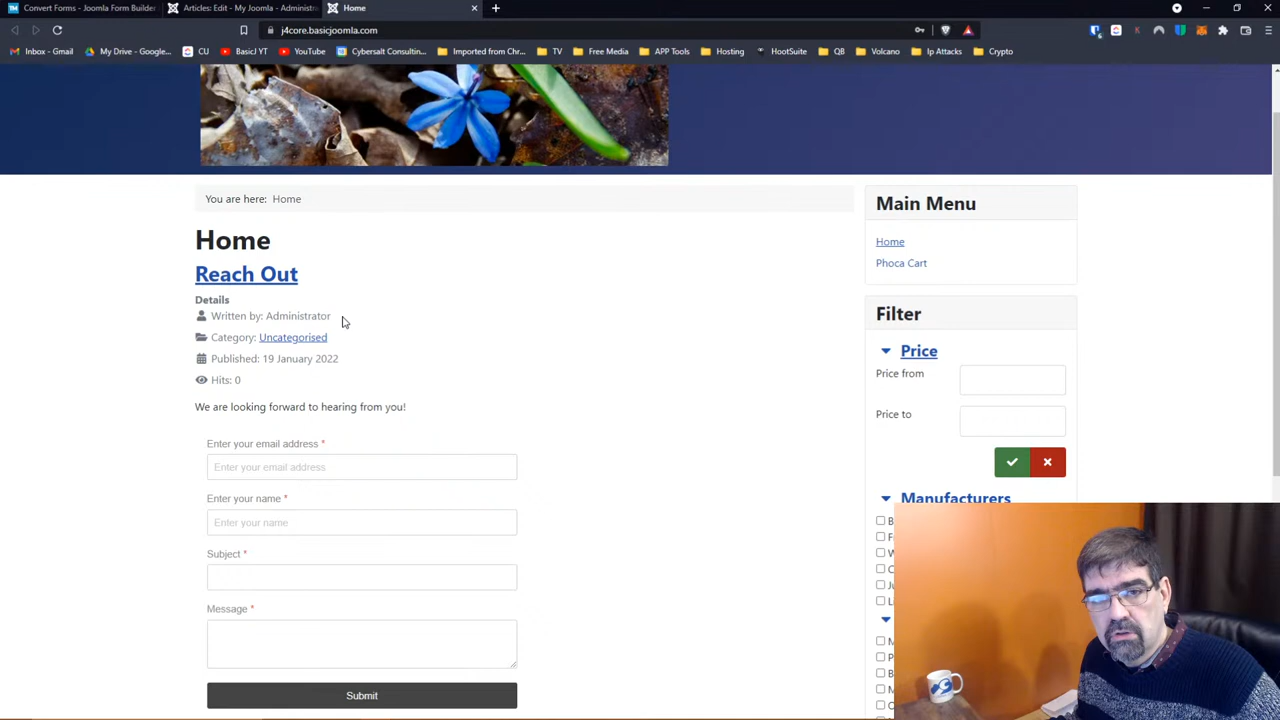 Convert Forms - Joomla Form Builder
Articles: Edit - My Joomla - Administra
Home
j4core.basicjoomla.com
Inbox - Gmail
My Drive - Google...
CU
BasicJ YT
YouTube
Cybersalt Consultin...
Imported from Chr...
TV
Free Media
APP Tools
Hosting
KootSuite
QB
Volcano
Ip Attacks
Crypto
You are here: Home
Home
Reach Out
Details
Written by: Administrator
Category: Uncategorised
Published: 19 January 2022
Hits: 0
We are looking forward to hearing from you!
Enter your email address *
Enter your email address
Enter your name *
Enter your name
Subject *
Message *
Submit
Main Menu
Home
Phoca Cart
Filter
Price
Price from
Price to
Manufacturers